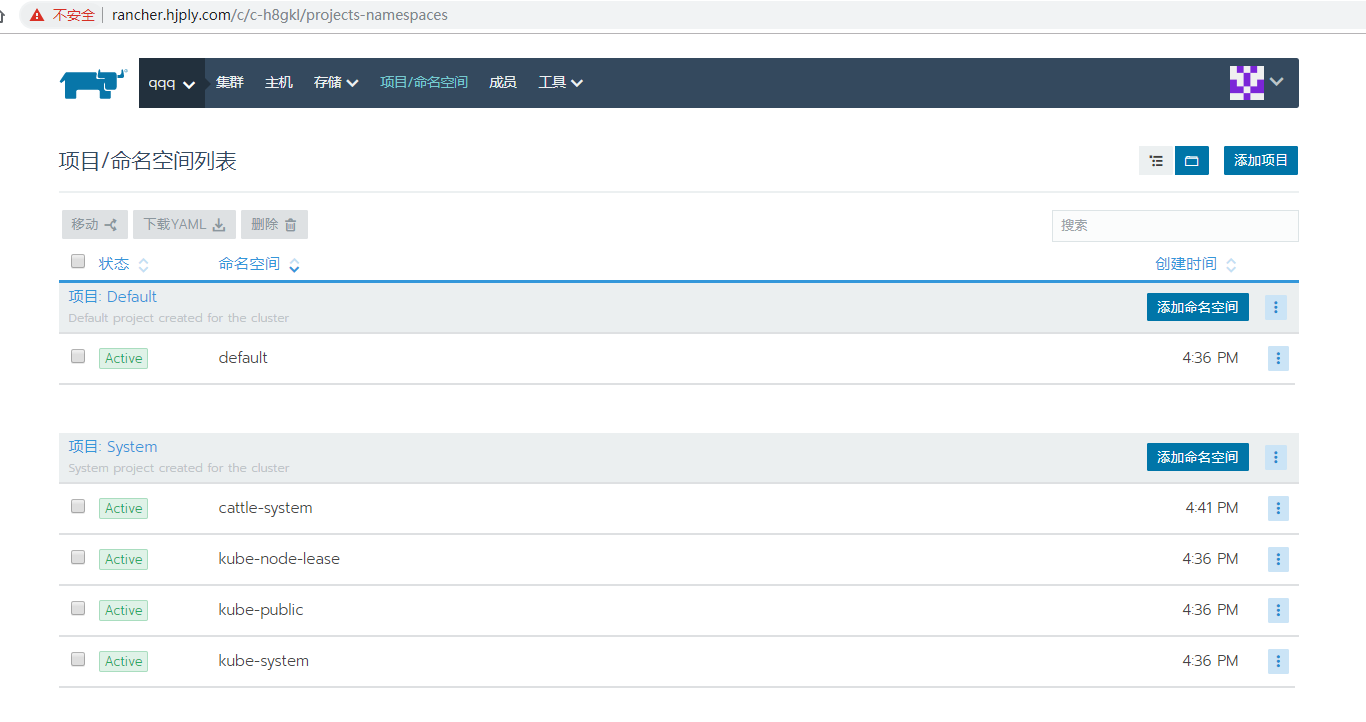 不安全 rancher.hjply.com/c/c-h8gkl/projects-namespaces
qqq 集群 主机 存储 项目/命名空间 成员 工具
项目/命名空间列表 添加项目
移动 下载YAML 删除 搜索
状态 命名空间 创建时间
项目: Default 添加命名空间
Default project created for the cluster
Active default 4:36 PM
项目: System 添加命名空间
System project created for the cluster
Active cattle-system 4:41 PM
Active kube-node-lease 4:36 PM
Active kube-public 4:36 PM
Active kube-system 4:36 PM